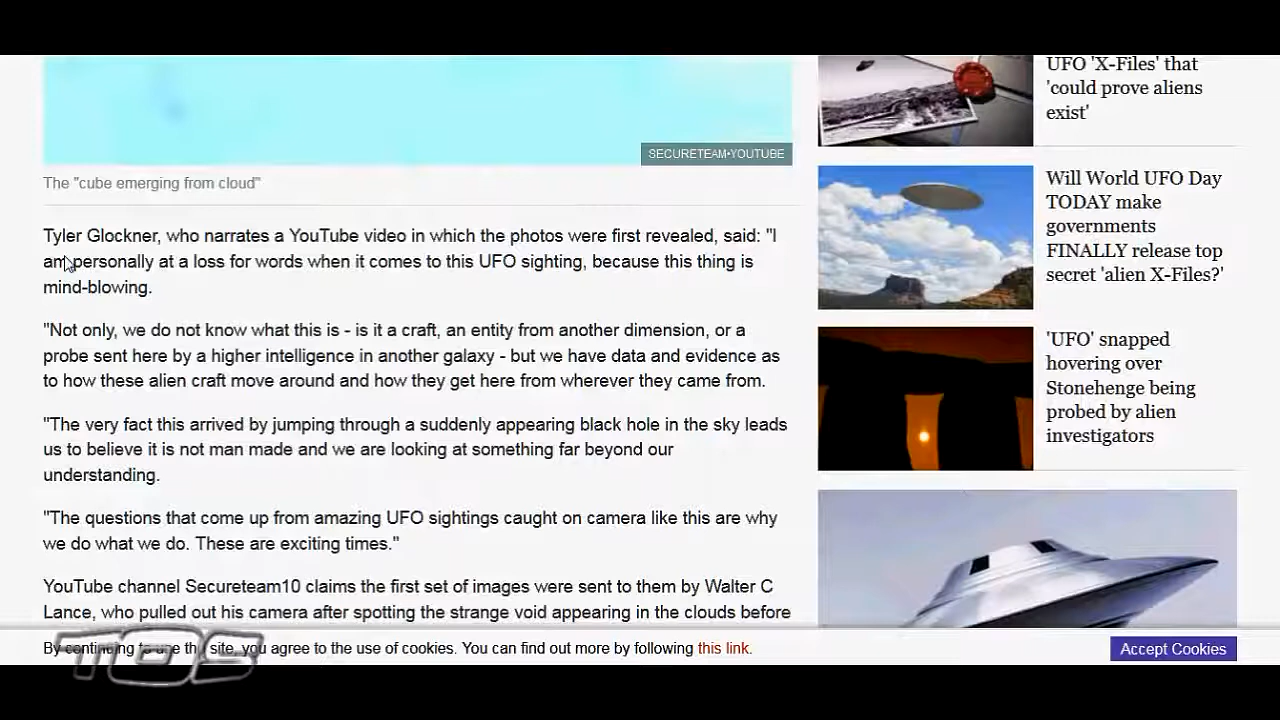 SECURETEAM•YOUTUBE
The "cube emerging from cloud"
Tyler Glockner, who narrates a YouTube video in which the photos were first revealed, said: "I
am personally at a loss for words when it comes to this UFO sighting, because this thing is
mind-blowing.
"Not only, we do not know what this is - is it a craft, an entity from another dimension, or a
probe sent here by a higher intelligence in another galaxy - but we have data and evidence as
to how these alien craft move around and how they get here from wherever they came from.
"The very fact this arrived by jumping through a suddenly appearing black hole in the sky leads
us to believe it is not man made and we are looking at something far beyond our
understanding.
"The questions that come up from amazing UFO sightings caught on camera like this are why
we do what we do. These are exciting times."
YouTube channel Secureteam10 claims the first set of images were sent to them by Walter C
Lance, who pulled out his camera after spotting the strange void appearing in the clouds before
UFO 'X-Files' that
'could prove aliens
exist'
Will World UFO Day
TODAY make
governments
FINALLY release top
secret 'alien X-Files?'
'UFO' snapped
hovering over
Stonehenge being
probed by alien
investigators
By continuing to use the site, you agree to the use of cookies. You can find out more by following this link.
Accept Cookies
TOS